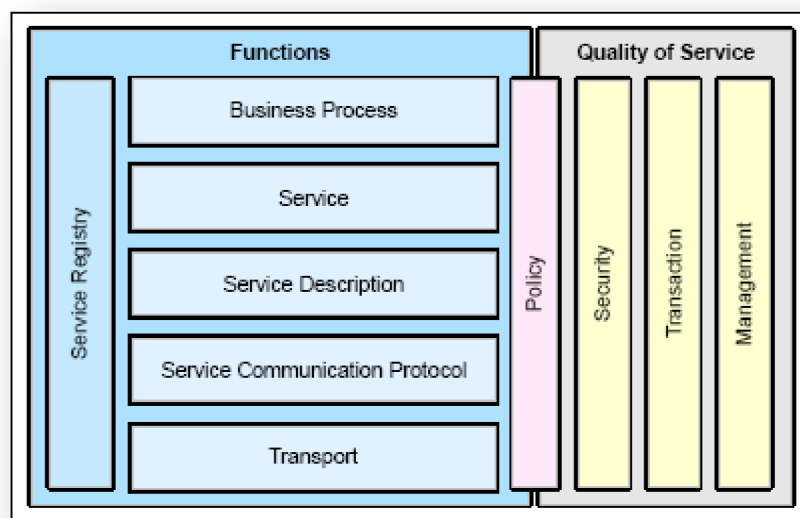 Functions
Quality of Service
Service Registry
Business Process
Service
Service Description
Service Communication Protocol
Transport
Policy
Security
Transaction
Management